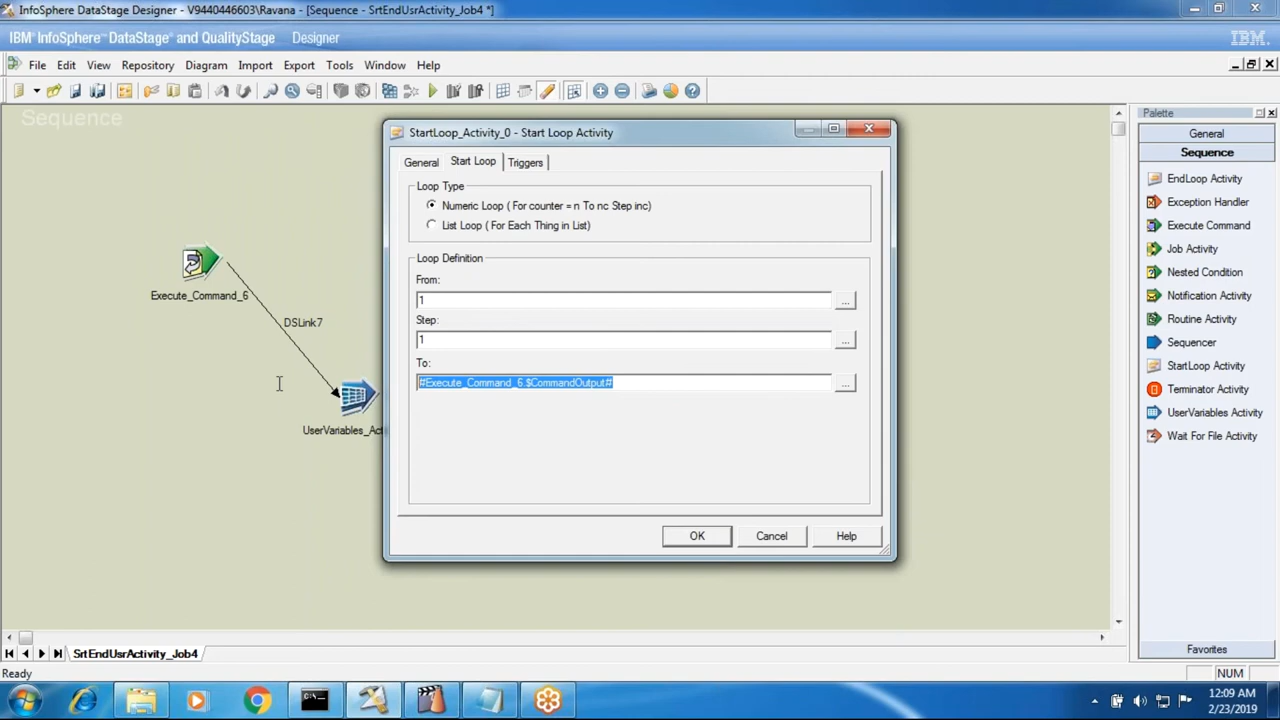 InfoSphere DataStage Designer - V9440446603/Ravana - [Sequence - SrtEndUsrActivity_Job4 *]
IBM® InfoSphere™ DataStage® and QualityStage Designer IBM.
File Edit View Repository Diagram Import Export Tools Window Help
Sequence
Execute_Command_6
DSLink7
UserVariables_Act
StartLoop_Activity_0 - Start Loop Activity
General Start Loop Triggers
Loop Type
Numeric Loop ( For counter = n To nc Step inc)
List Loop ( For Each Thing in List)
Loop Definition
From:
1
...
Step:
1
...
To:
#Execute_Command_6.$CommandOutput#
...
OK Cancel Help
Palette
General
Sequence
EndLoop Activity
Exception Handler
Execute Command
Job Activity
Nested Condition
Notification Activity
Routine Activity
Sequencer
StartLoop Activity
Terminator Activity
UserVariables Activity
Wait For File Activity
Favorites
SrtEndUsrActivity_Job4
Ready NUM
12:09 AM
2/23/2019